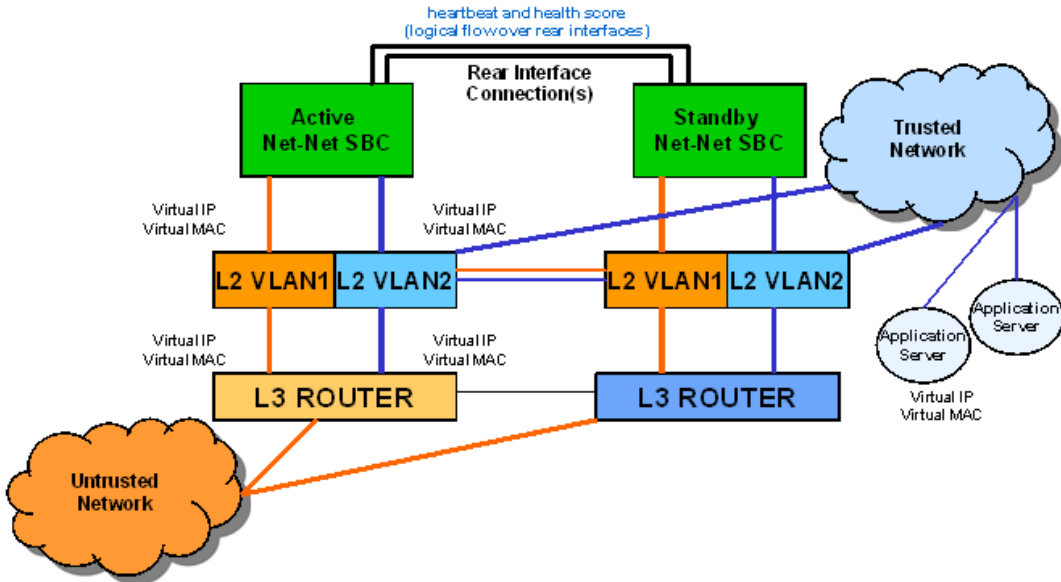 heartbeat and health score
(logical flowover rear interfaces)
Rear Interface
Connection(s)
Active
Net-Net SBC
Standby
Net-Net SBC
Trusted
Network
Virtual IP
Virtual MAC
Virtual IP
Virtual MAC
L2 VLAN1
L2 VLAN2
L2 VLAN1
L2 VLAN2
Application
Server
Application
Server
Virtual IP
Virtual MAC
Virtual IP
Virtual MAC
Virtual IP
Virtual MAC
L3 ROUTER
L3 ROUTER
Untrusted
Network